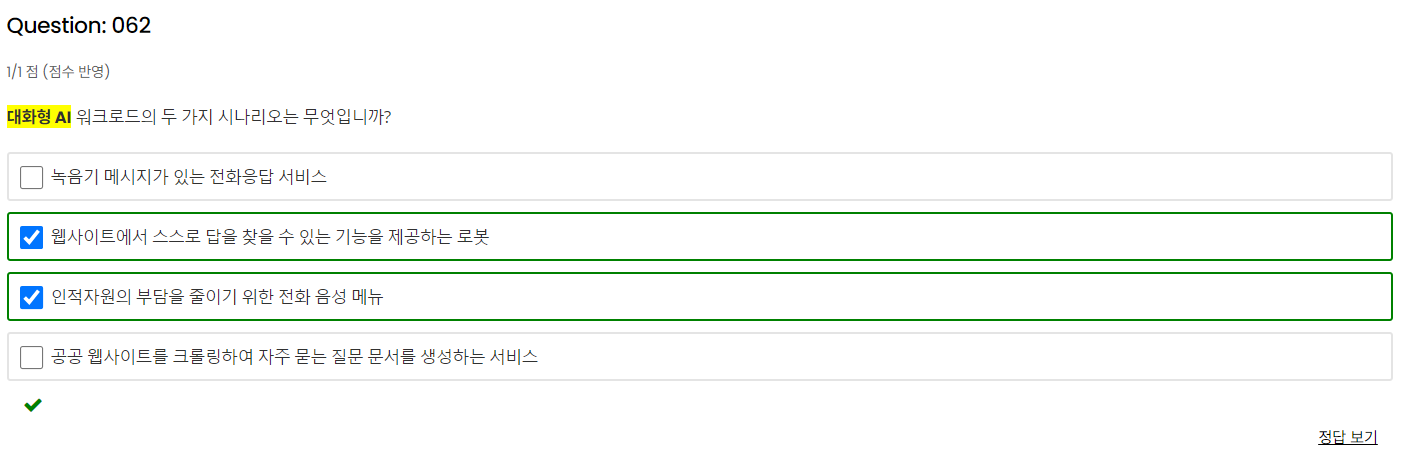 Question: 062
1/1 점 (점수 반영)
대화형 AI 워크로드의 두 가지 시나리오는 무엇입니까?
녹음기 메시지가 있는 전화응답 서비스
웹사이트에서 스스로 답을 찾을 수 있는 기능을 제공하는 로봇
인적자원의 부담을 줄이기 위한 전화 음성 메뉴
공공 웹사이트를 크롤링하여 자주 묻는 질문 문서를 생성하는 서비스
정답 보기